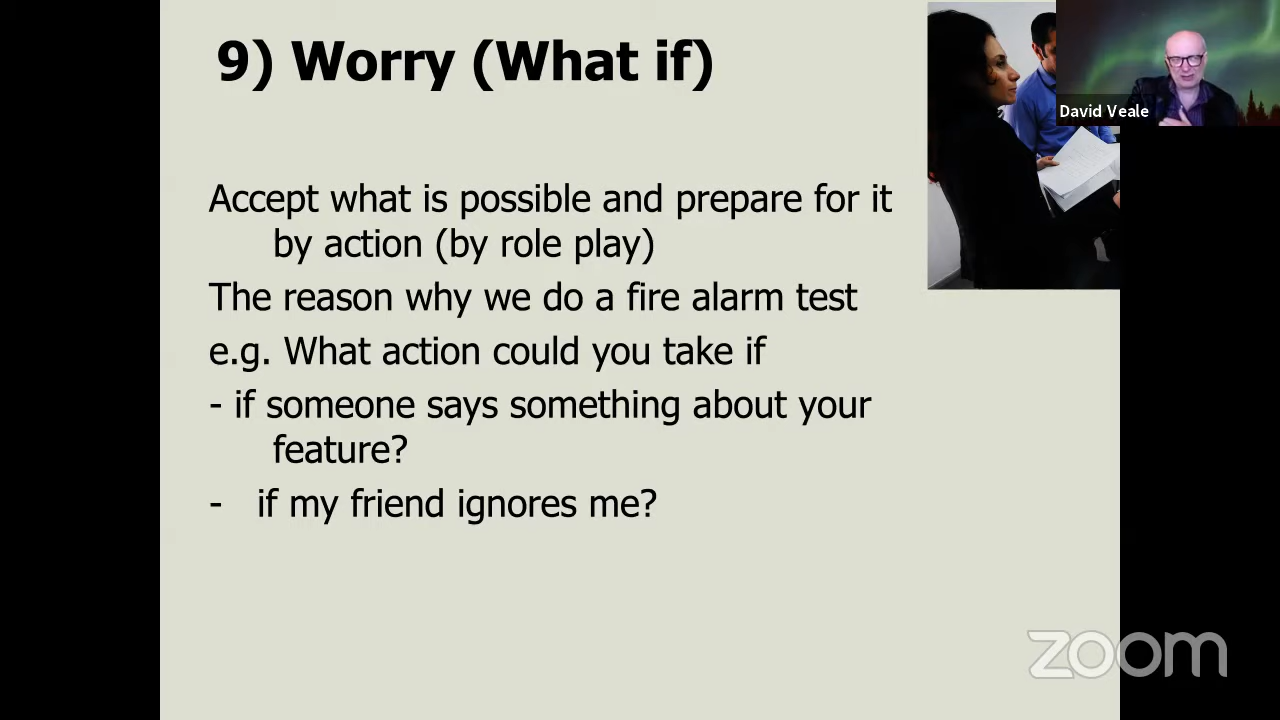 9) Worry (What if)
David Veale
Accept what is possible and prepare for it
by action (by role play)
The reason why we do a fire alarm test
e.g. What action could you take if
- if someone says something about your
feature?
- if my friend ignores me?
zoom